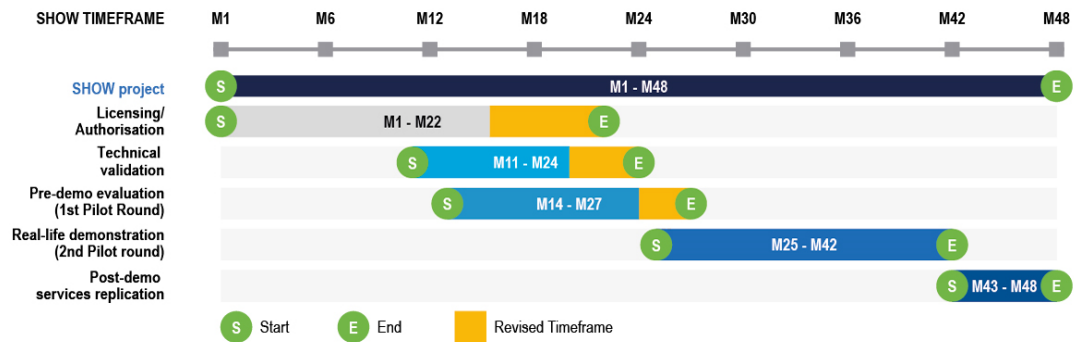 SHOW TIMEFRAME M1 M6 M12 M18 M24 M30 M36 M42 M48
SHOW project S M1 - M48 E
Licensing/
Authorisation S M1 - M22 E
Technical
validation S M11 - M24 E
Pre-demo evaluation
(1st Pilot Round) S M14 - M27 E
Real-life demonstration
(2nd Pilot round) S M25 - M42 E
Post-demo
services replication S M43 - M48 E
S Start E End Revised Timeframe